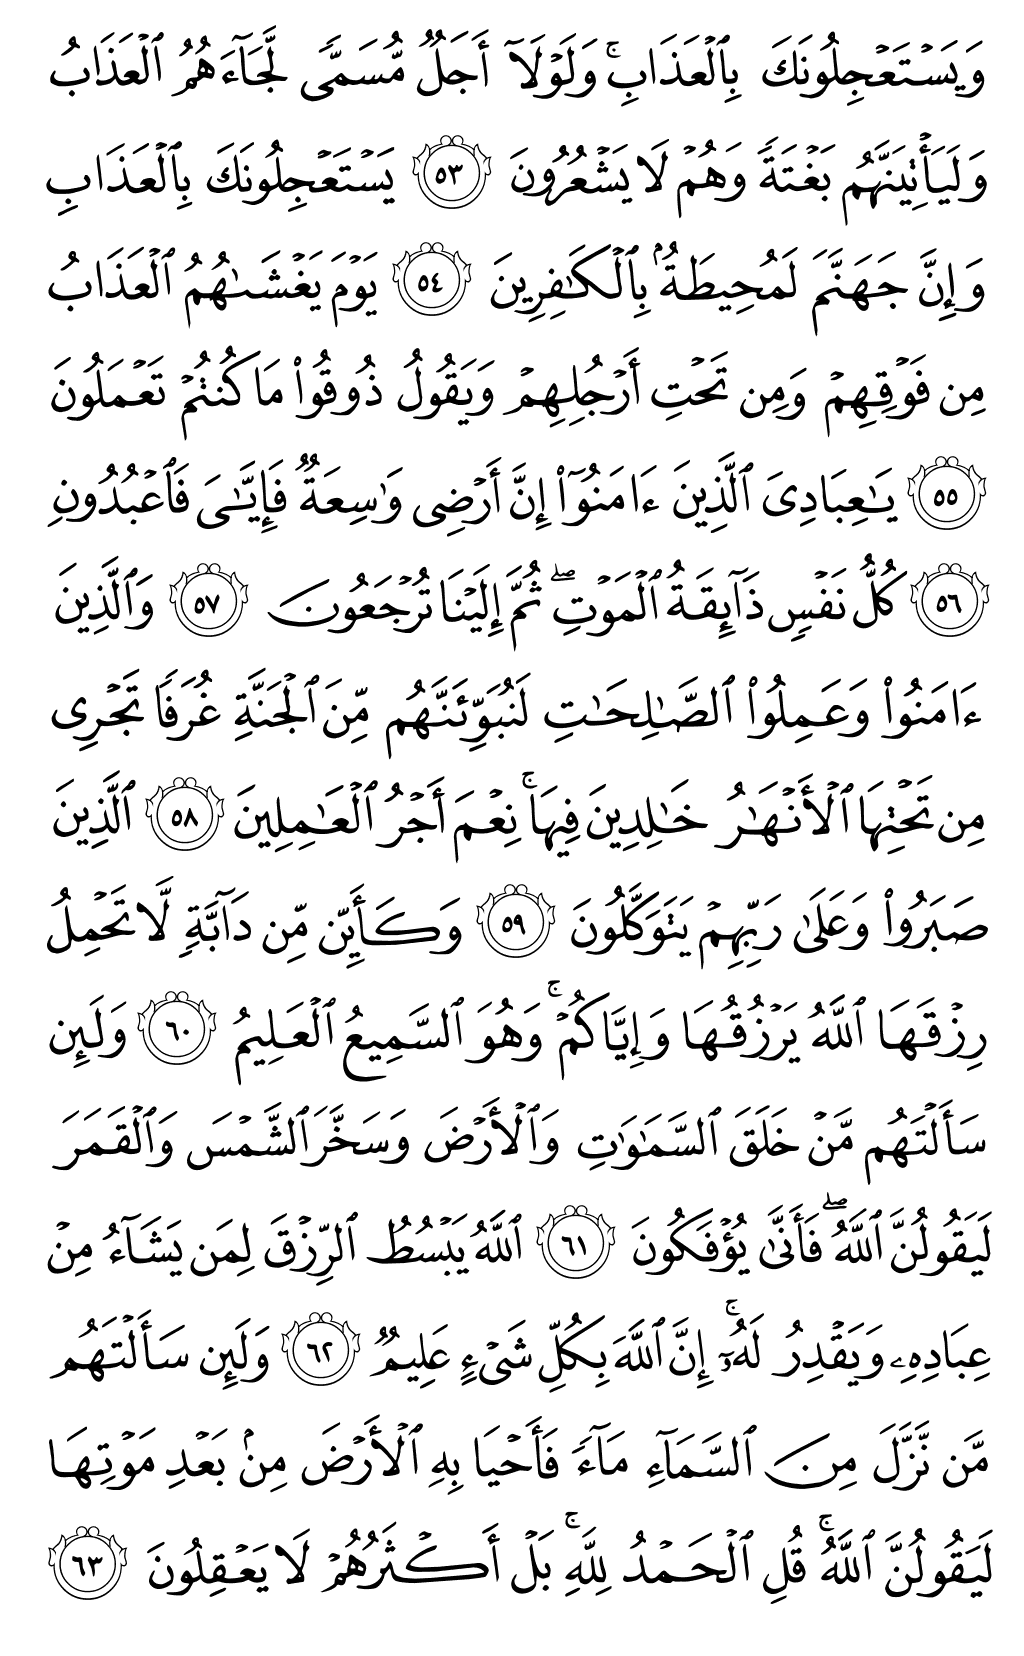 وَيَسْتَعْجِلُونَكَ بِٱلْعَذَابِ ۚ وَلَوْلَآ أَجَلٌ مُّسَمًّى لَّجَآءَهُمُ ٱلْعَذَابُ
وَلَيَأْتِيَنَّهُم بَغْتَةً وَهُمْ لَا يَشْعُرُونَ ٥٣ يَسْتَعْجِلُونَكَ بِٱلْعَذَابِ
وَإِنَّ جَهَنَّمَ لَمُحِيطَةٌۢ بِٱلْكَـٰفِرِينَ ٥٤ يَوْمَ يَغْشَىٰهُمُ ٱلْعَذَابُ
مِن فَوْقِهِمْ وَمِن تَحْتِ أَرْجُلِهِمْ وَيَقُولُ ذُوقُوا۟ مَا كُنتُمْ تَعْمَلُونَ
٥٥ يَـٰعِبَادِىَ ٱلَّذِينَ ءَامَنُوٓا۟ إِنَّ أَرْضِى وَٰسِعَةٌ فَإِيَّـٰىَ فَٱعْبُدُونِ
٥٦ كُلُّ نَفْسٍ ذَآئِقَةُ ٱلْمَوْتِ ۖ ثُمَّ إِلَيْنَا تُرْجَعُونَ ٥٧ وَٱلَّذِينَ
ءَامَنُوا۟ وَعَمِلُوا۟ ٱلصَّـٰلِحَـٰتِ لَنُبَوِّئَنَّهُم مِّنَ ٱلْجَنَّةِ غُرَفًا تَجْرِى
مِن تَحْتِهَا ٱلْأَنْهَـٰرُ خَـٰلِدِينَ فِيهَا ۚ نِعْمَ أَجْرُ ٱلْعَـٰمِلِينَ ٥٨ ٱلَّذِينَ
صَبَرُوا۟ وَعَلَىٰ رَبِّهِمْ يَتَوَكَّلُونَ ٥٩ وَكَأَيِّن مِّن دَآبَّةٍ لَّا تَحْمِلُ
رِزْقَهَا ٱللَّهُ يَرْزُقُهَا وَإِيَّاكُمْ ۚ وَهُوَ ٱلسَّمِيعُ ٱلْعَلِيمُ ٦٠ وَلَئِن
سَأَلْتَهُم مَّنْ خَلَقَ ٱلسَّمَـٰوَٰتِ وَٱلْأَرْضَ وَسَخَّرَ ٱلشَّمْسَ وَٱلْقَمَرَ
لَيَقُولُنَّ ٱللَّهُ ۖ فَأَنَّىٰ يُؤْفَكُونَ ٦١ ٱللَّهُ يَبْسُطُ ٱلرِّزْقَ لِمَن يَشَآءُ مِنْ
عِبَادِهِۦ وَيَقْدِرُ لَهُۥٓ ۚ إِنَّ ٱللَّهَ بِكُلِّ شَىْءٍ عَلِيمٌ ٦٢ وَلَئِن سَأَلْتَهُم
مَّن نَّزَّلَ مِنَ ٱلسَّمَآءِ مَآءً فَأَحْيَا بِهِ ٱلْأَرْضَ مِنۢ بَعْدِ مَوْتِهَا
لَيَقُولُنَّ ٱللَّهُ ۚ قُلِ ٱلْحَمْدُ لِلَّهِ ۚ بَلْ أَكْثَرُهُمْ لَا يَعْقِلُونَ ٦٣